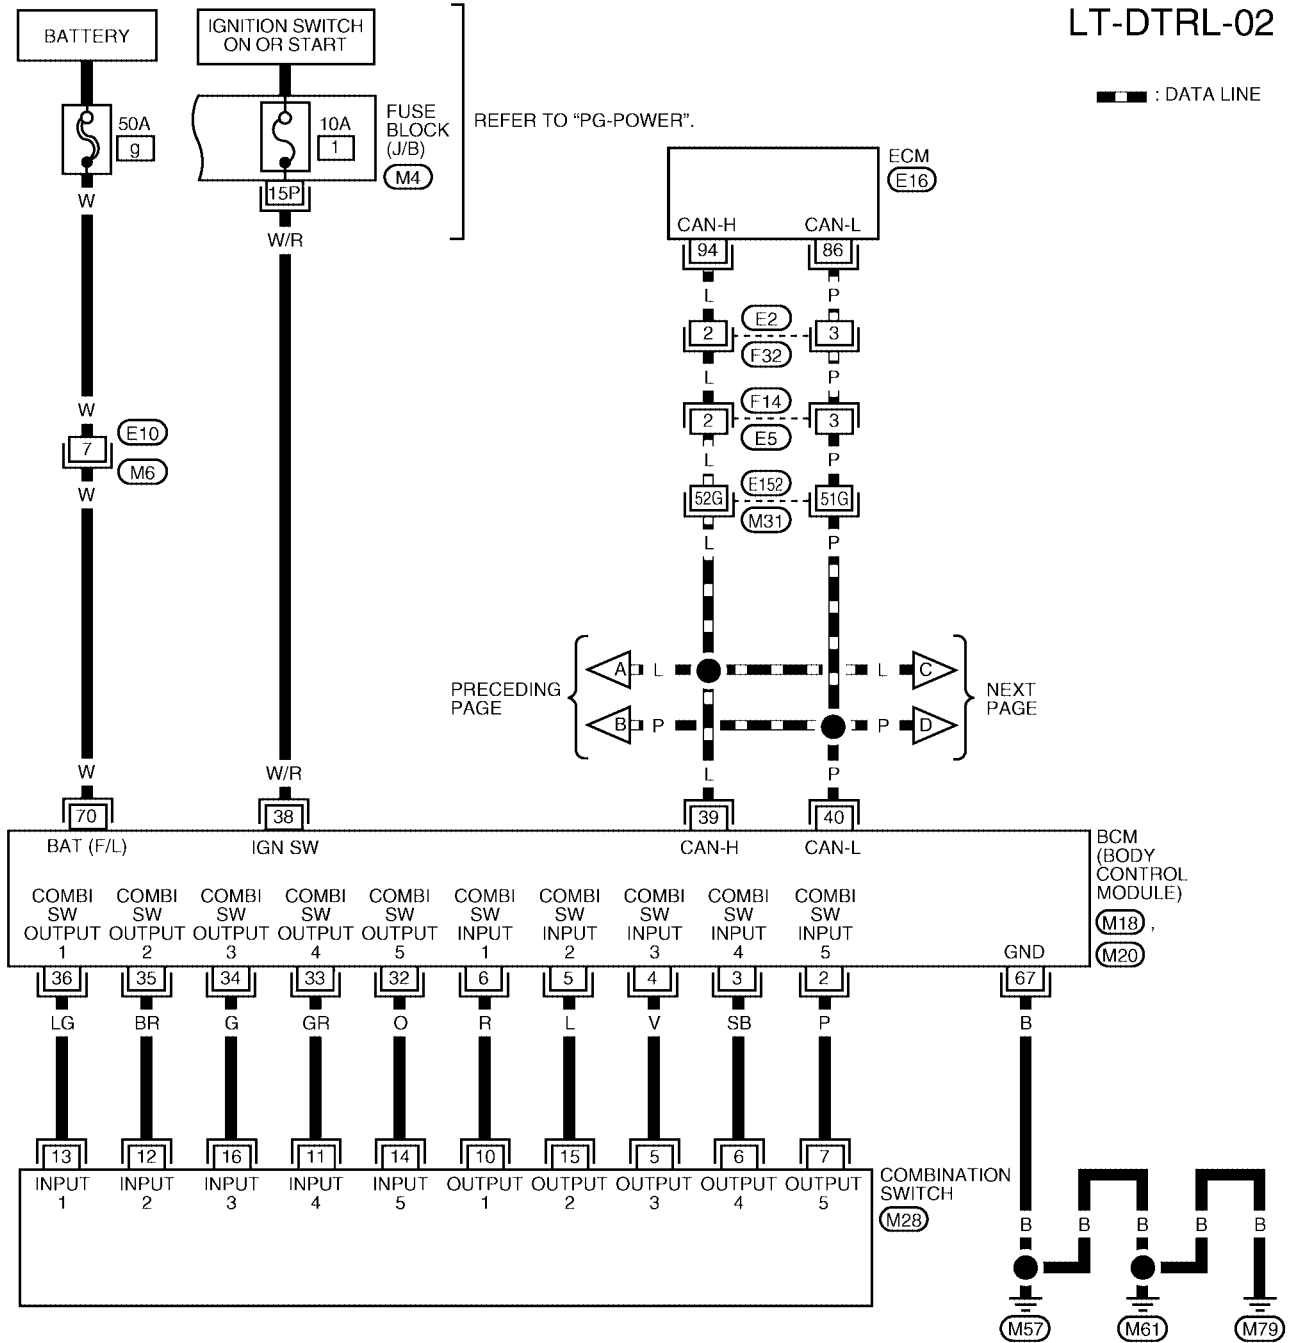 LT-DTRL-02
: DATA LINE
BATTERY
IGNITION SWITCH
ON OR START
50A
g
10A
1
FUSE
BLOCK
(J/B)
M4
REFER TO “PG-POWER”.
15P
W
W/R
ECM
E16
CAN-H
CAN-L
94
86
L
P
2
E2
3
F32
L
P
2
F14
3
E5
L
P
52G
E152
51G
M31
L
P
W
7
E10
M6
W
PRECEDING
PAGE
A
L
L
C
B
P
P
D
NEXT
PAGE
W
W/R
L
P
70
38
39
40
BAT (F/L)
IGN SW
CAN-H
CAN-L
BCM
(BODY
CONTROL
MODULE)
M18 ,
M20
COMBI
SW
OUTPUT
1
COMBI
SW
OUTPUT
2
COMBI
SW
OUTPUT
3
COMBI
SW
OUTPUT
4
COMBI
SW
OUTPUT
5
COMBI
SW
INPUT
1
COMBI
SW
INPUT
2
COMBI
SW
INPUT
3
COMBI
SW
INPUT
4
COMBI
SW
INPUT
5
GND
36
35
34
33
32
6
5
4
3
2
67
LG
BR
G
GR
O
R
L
V
SB
P
B
13
12
16
11
14
10
15
5
6
7
INPUT
1
INPUT
2
INPUT
3
INPUT
4
INPUT
5
OUTPUT
1
OUTPUT
2
OUTPUT
3
OUTPUT
4
OUTPUT
5
COMBINATION
SWITCH
M28
B
B
B
B
B
M57
M61
M79